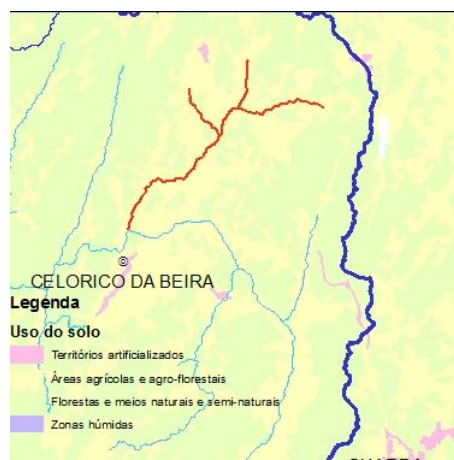 CELORICO DA BEIRA
Legenda
Uso do solo
Territórios artificializados
Áreas agrícolas e agro-florestais
Florestas e meios naturais e semi-naturais
Zonas húmidas